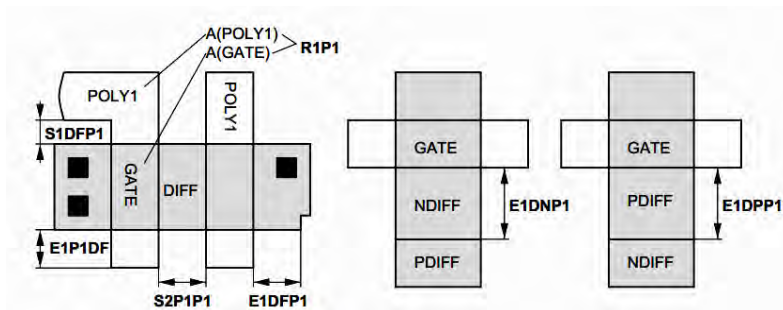 A(POLY1)
A(GATE)
R1P1
POLY1
POLY1
S1DFP1
GATE
DIFF
E1P1DF
S2P1P1
E1DFP1
GATE
NDIFF
E1DNP1
PDIFF
GATE
PDIFF
E1DPP1
NDIFF